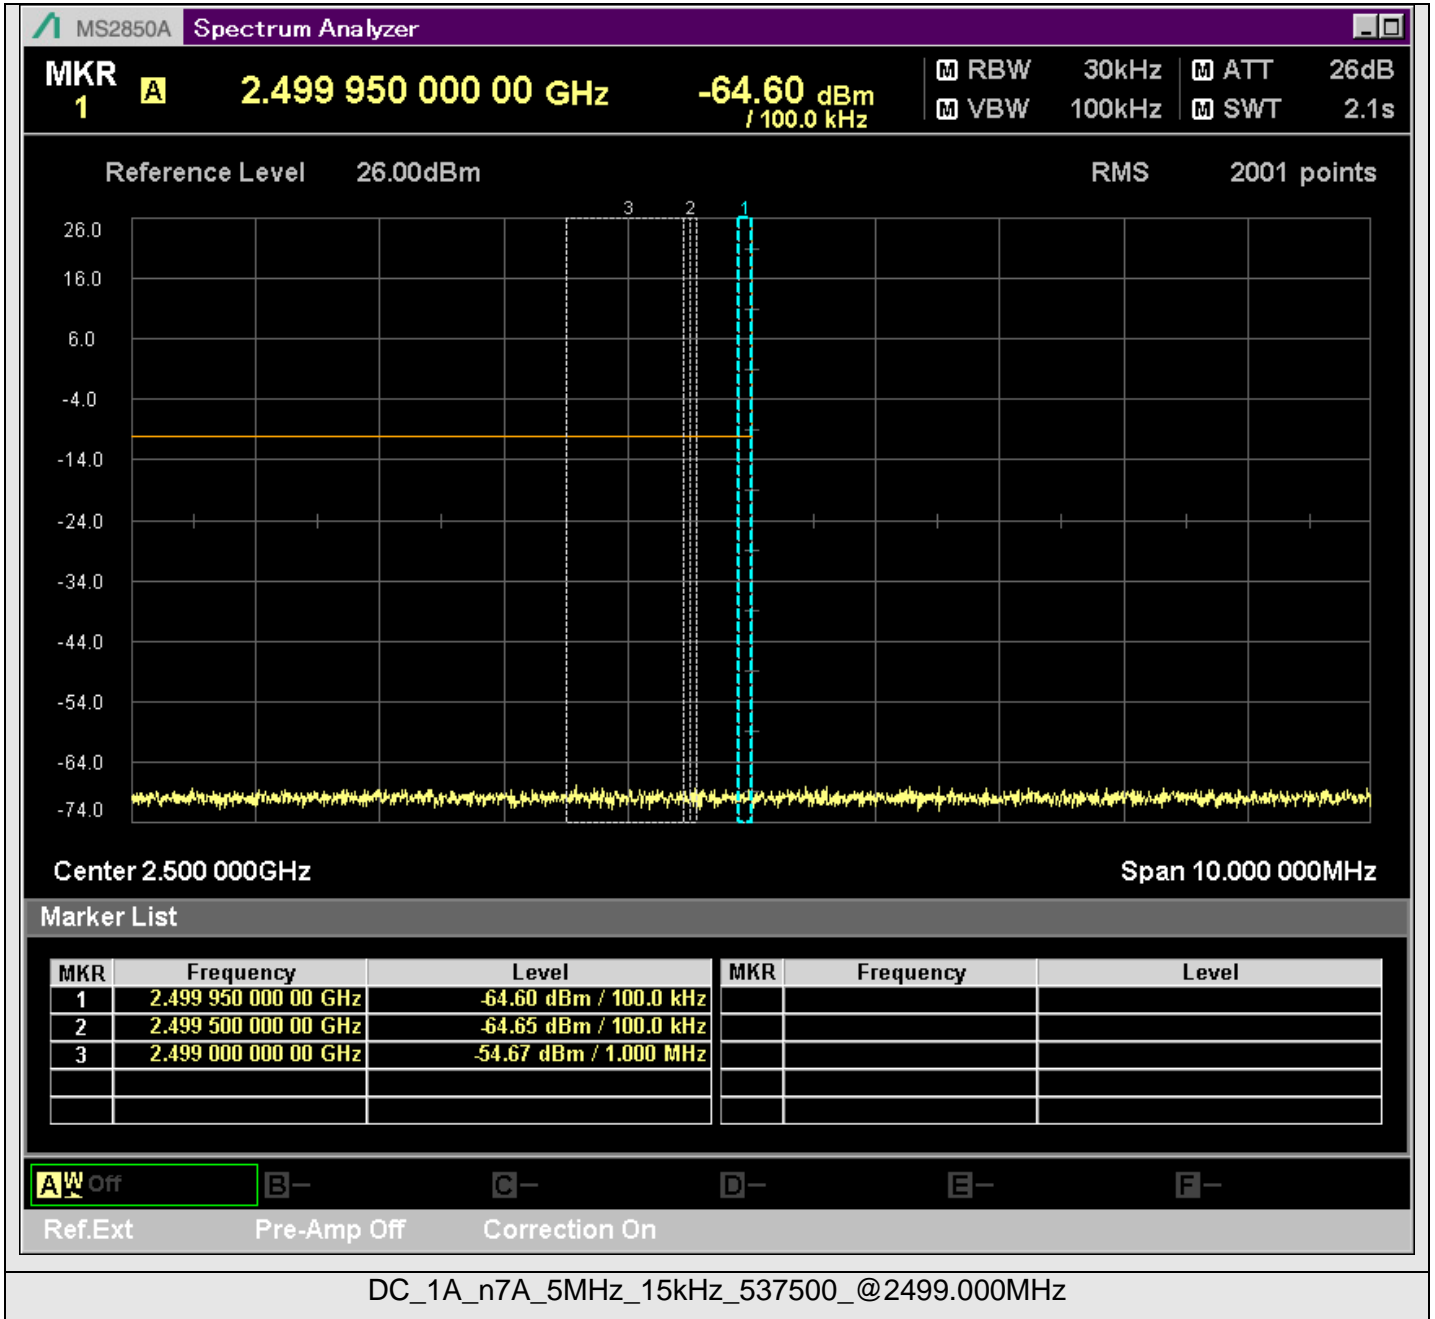 MS2850A Spectrum Analyzer
MKR 1 A 2.499 950 000 00 GHz -64.60 dBm / 100.0 kHz
M RBW 30kHz M ATT 26dB
M VBW 100kHz M SWT 2.1s
Reference Level 26.00dBm RMS 2001 points
3 2 1
26.0
16.0
6.0
-4.0
-14.0
-24.0
-34.0
-44.0
-54.0
-64.0
-74.0
Center 2.500 000GHz Span 10.000 000MHz
Marker List
MKR Frequency Level MKR Frequency Level
1 2.499 950 000 00 GHz -64.60 dBm / 100.0 kHz
2 2.499 500 000 00 GHz -64.65 dBm / 100.0 kHz
3 2.499 000 000 00 GHz -54.67 dBm / 1.000 MHz
A W Off B – C – D – E – F –
Ref.Ext Pre-Amp Off Correction On
DC_1A_n7A_5MHz_15kHz_537500_@2499.000MHz